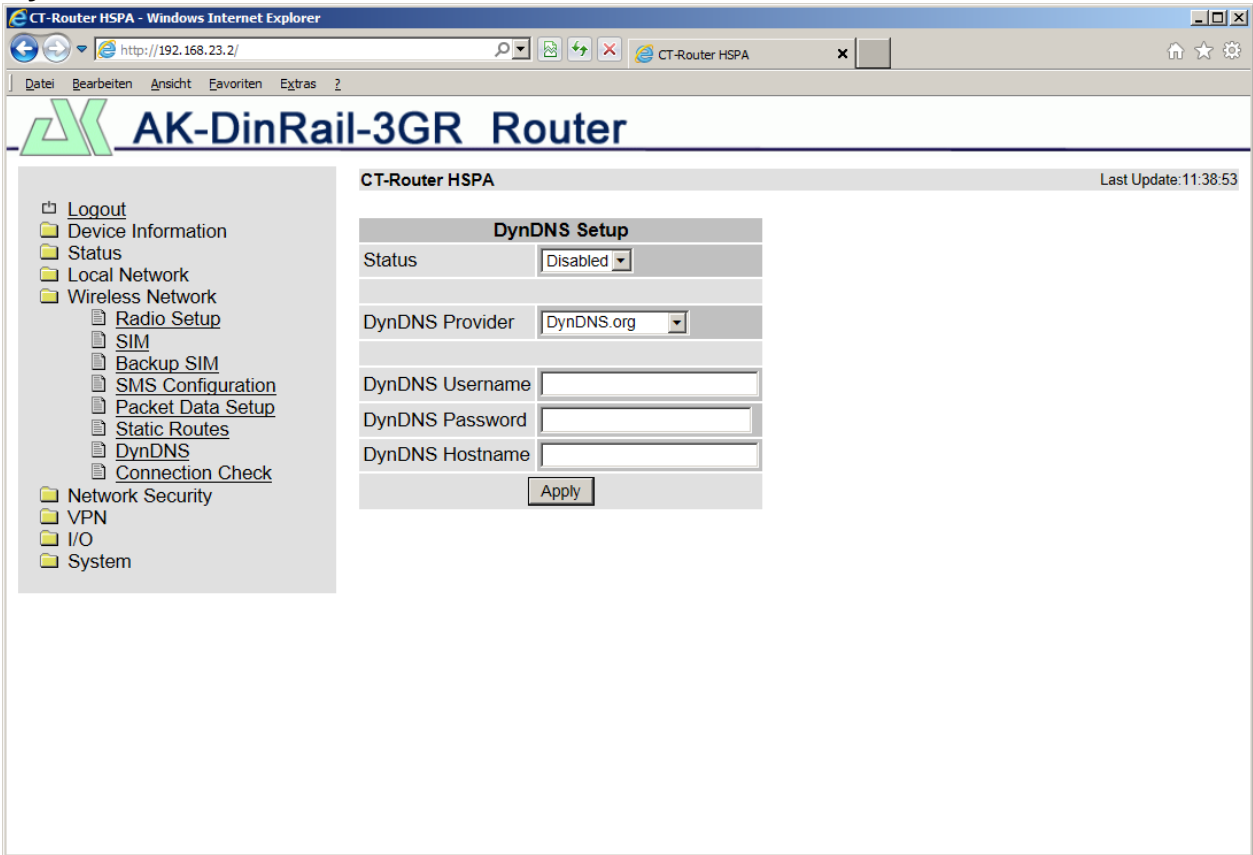 CT-Router HSPA - Windows Internet Explorer
http://192.168.23.2/
CT-Router HSPA
Datei Bearbeiten Ansicht Favoriten Extras ?
AK-DinRail-3GR Router
CT-Router HSPA
Last Update:11:38:53
Logout
Device Information
Status
Local Network
Wireless Network
Radio Setup
SIM
Backup SIM
SMS Configuration
Packet Data Setup
Static Routes
DynDNS
Connection Check
Network Security
VPN
I/O
System
DynDNS Setup
Status Disabled
DynDNS Provider DynDNS.org
DynDNS Username
DynDNS Password
DynDNS Hostname
Apply